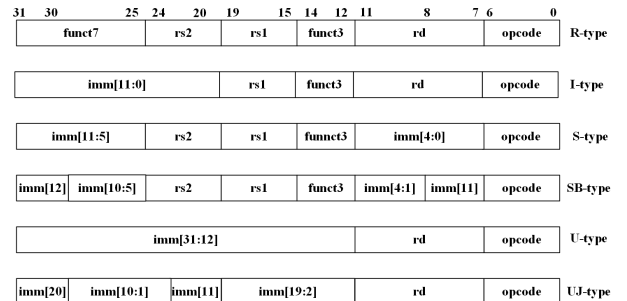 31 30 25 24 20 19 15 14 12 11 8 7 6 0
funct7 rs2 rs1 funct3 rd opcode R-type
imm[11:0] rs1 funct3 rd opcode I-type
imm[11:5] rs2 rs1 funnct3 imm[4:0] opcode S-type
imm[12] imm[10:5] rs2 rs1 funct3 imm[4:1] imm[11] opcode SB-type
imm[31:12] rd opcode U-type
imm[20] imm[10:1] imm[11] imm[19:2] rd opcode UJ-type